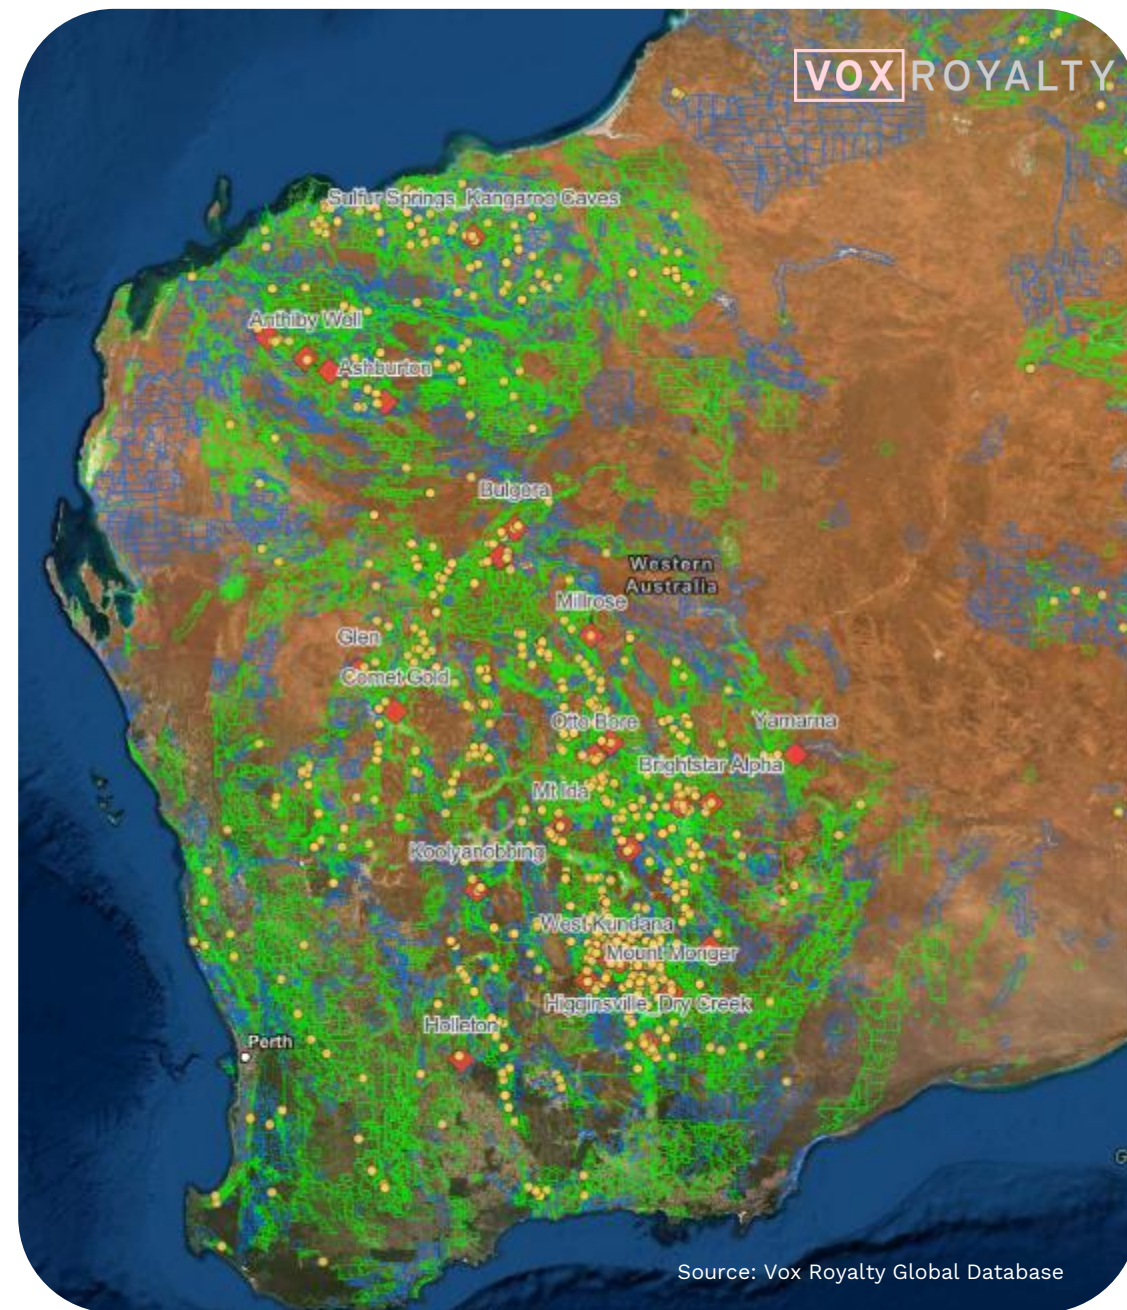 VOX ROYALTY
Sulfur Springs_Kangaroo Caves
Anthiby Well
Ashburton
Bulgera
Western
Australia
Millrose
Glen
Comet Gold
Otto Bore
Yamarna
Brightstar Alpha
Mt Ida
Koolyanobbing
West Kundana
Mount Monger
Higginsville_Dry Creek
Holleton
Perth
G
Source: Vox Royalty Global Database